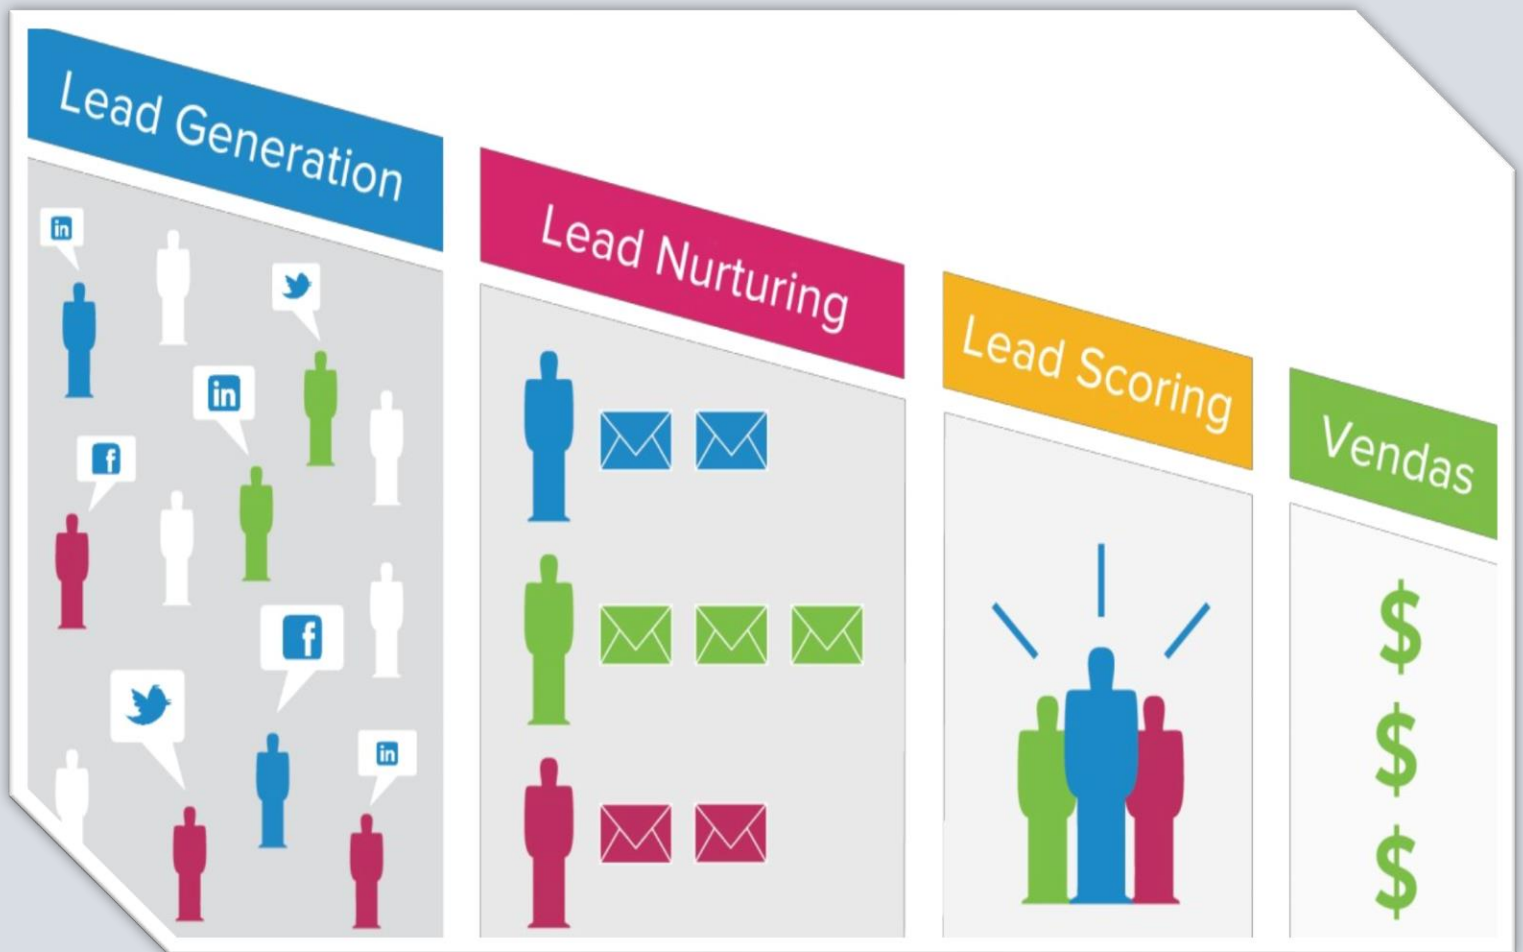 Lead Generation
Lead Nurturing
Lead Scoring
Vendas
in
in
f
f
in
$
$
$